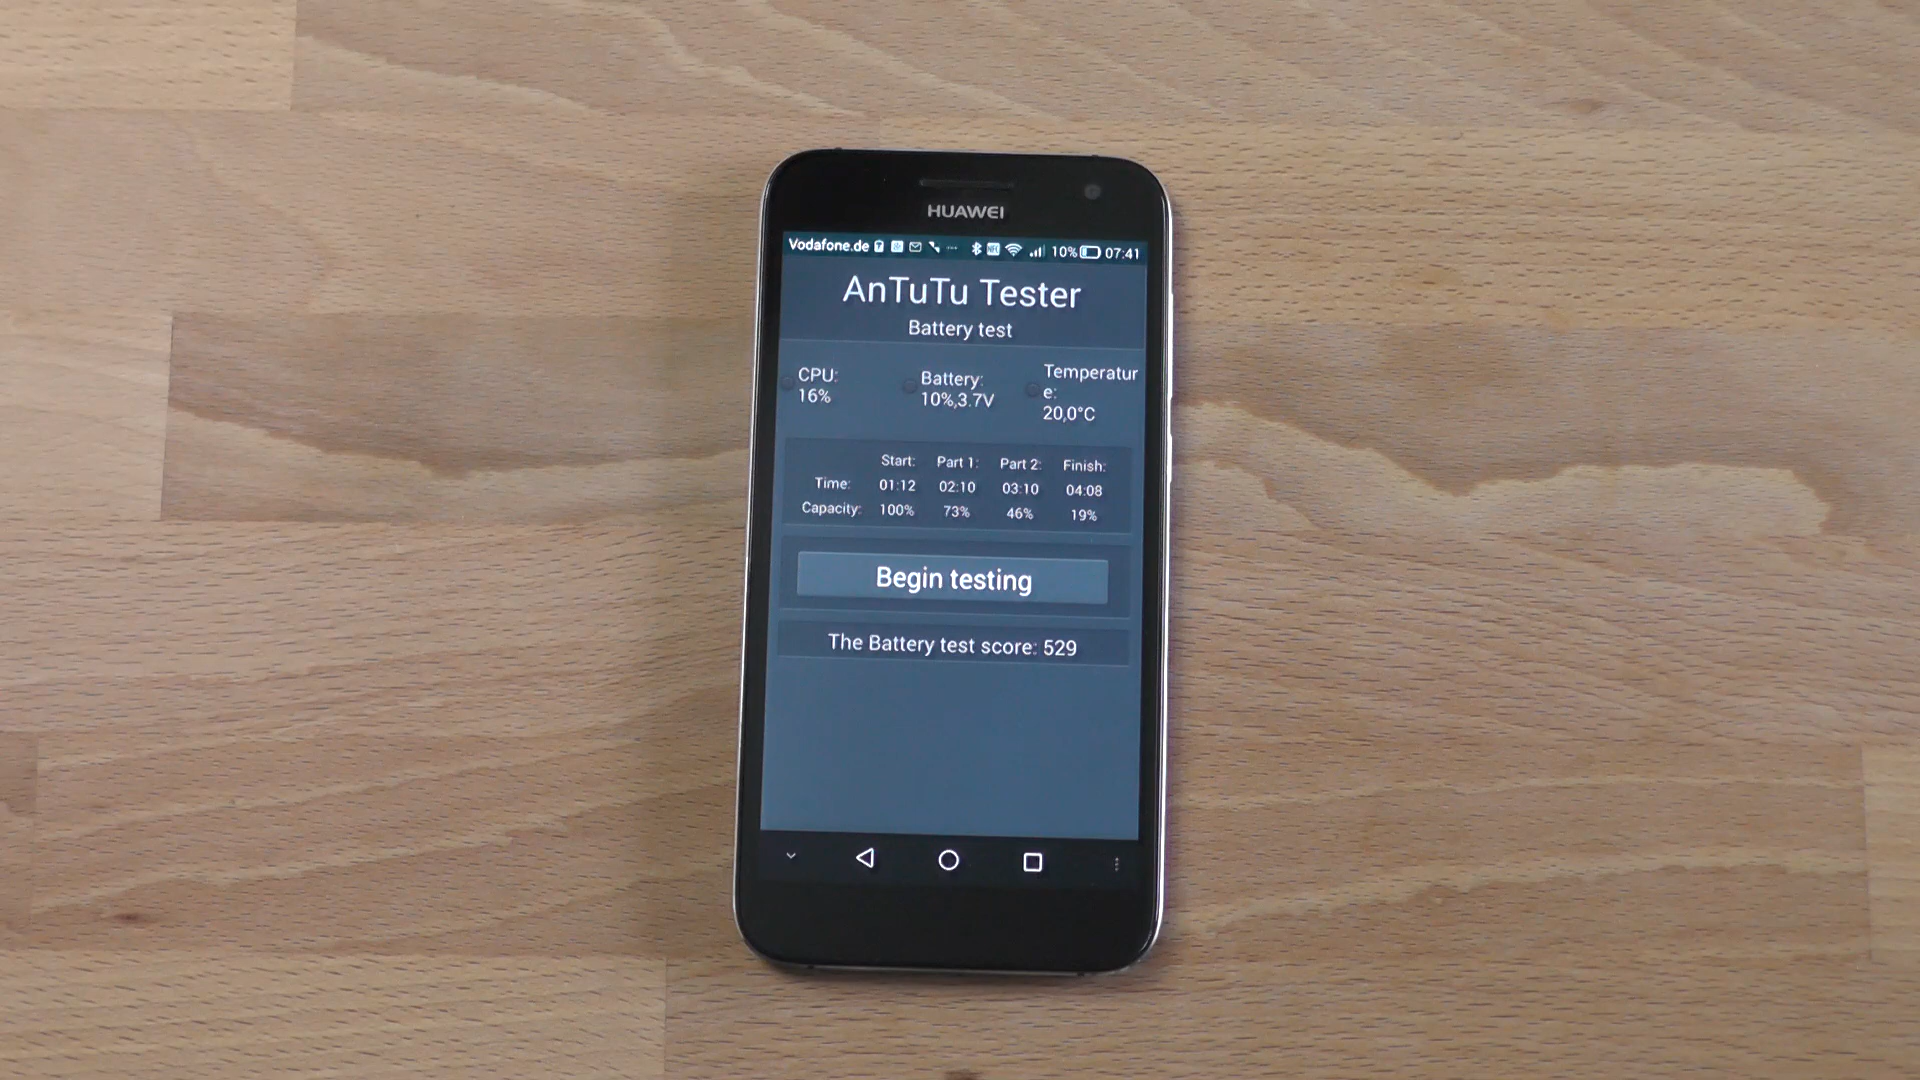 HUAWEI
Vodafone.de 10% 07:41
AnTuTu Tester
Battery test
CPU:
16%
Battery:
10%,3.7V
Temperatur
e:
20,0°C
Start: Part 1: Part 2: Finish:
Time: 01:12 02:10 03:10 04:08
Capacity: 100% 73% 46% 19%
Begin testing
The Battery test score: 529